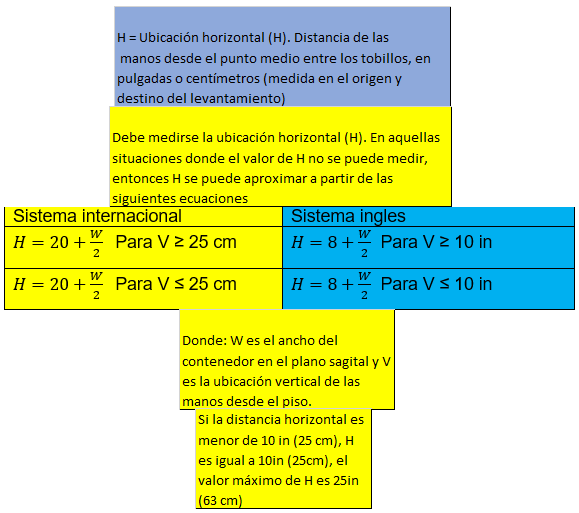 H = Ubicación horizontal (H). Distancia de las
manos desde el punto medio entre los tobillos, en
pulgadas o centímetros (medida en el origen y
destino del levantamiento)
Debe medirse la ubicación horizontal (H). En aquellas
situaciones donde el valor de H no se puede medir,
entonces H se puede aproximar a partir de las
siguientes ecuaciones
Sistema internacional Sistema ingles
H = 20 + W/2 Para V ≥ 25 cm H = 8 + W/2 Para V ≥ 10 in
H = 20 + W/2 Para V ≤ 25 cm H = 8 + W/2 Para V ≤ 10 in
Donde: W es el ancho del
contenedor en el plano sagital y V
es la ubicación vertical de las
manos desde el piso.
Si la distancia horizontal es
menor de 10 in (25 cm), H
es igual a 10in (25cm), el
valor máximo de H es 25in
(63 cm)